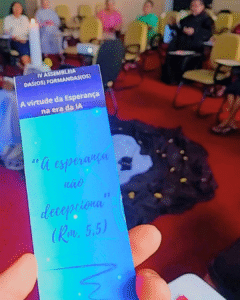 IV ASSEMBLEIA
DAS(OS) FORMANDAS(OS)
A virtude da Esperança
na era da IA
"A esperança
não
decepciona"
(Rm. 5,5)